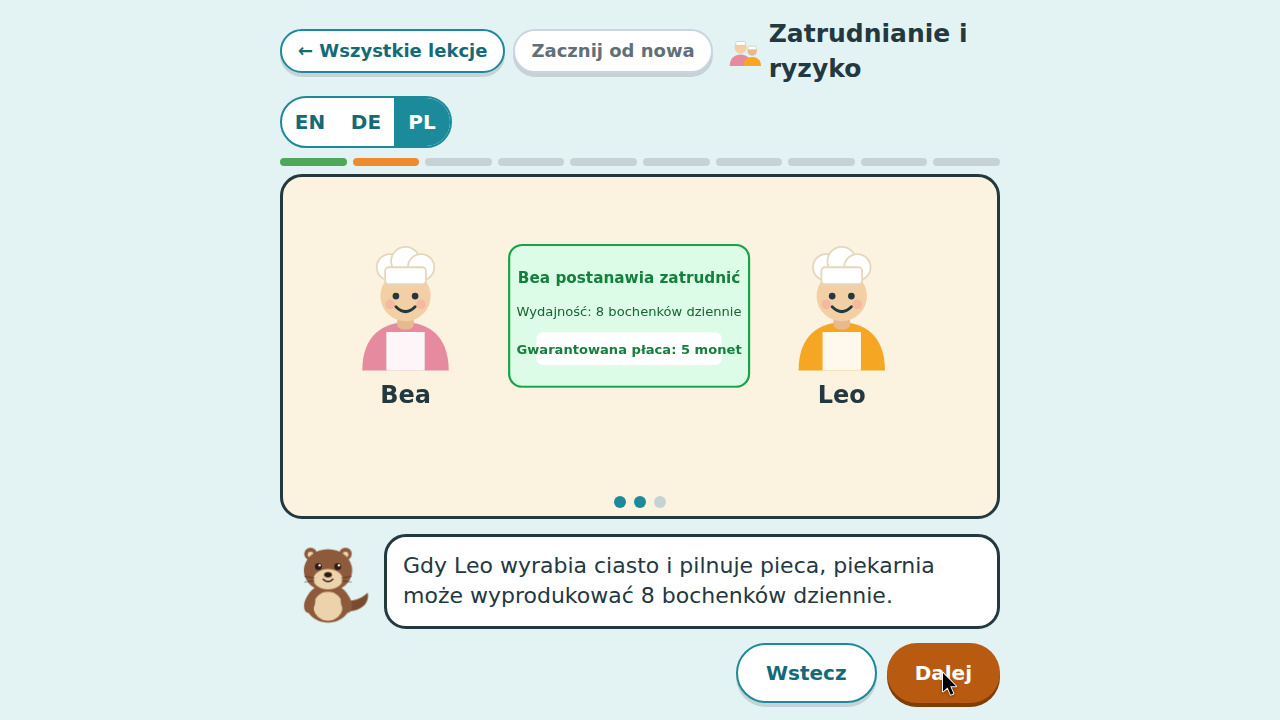 ← Wszystkie lekcje
Zacznij od nowa
Zatrudnianie i
ryzyko
EN DE PL
Bea postanawia zatrudnić
Wydajność: 8 bochenków dziennie
Gwarantowana płaca: 5 monet
Bea
Leo
Gdy Leo wyrabia ciasto i pilnuje pieca, piekarnia
może wyprodukować 8 bochenków dziennie.
Wstecz
Dalej